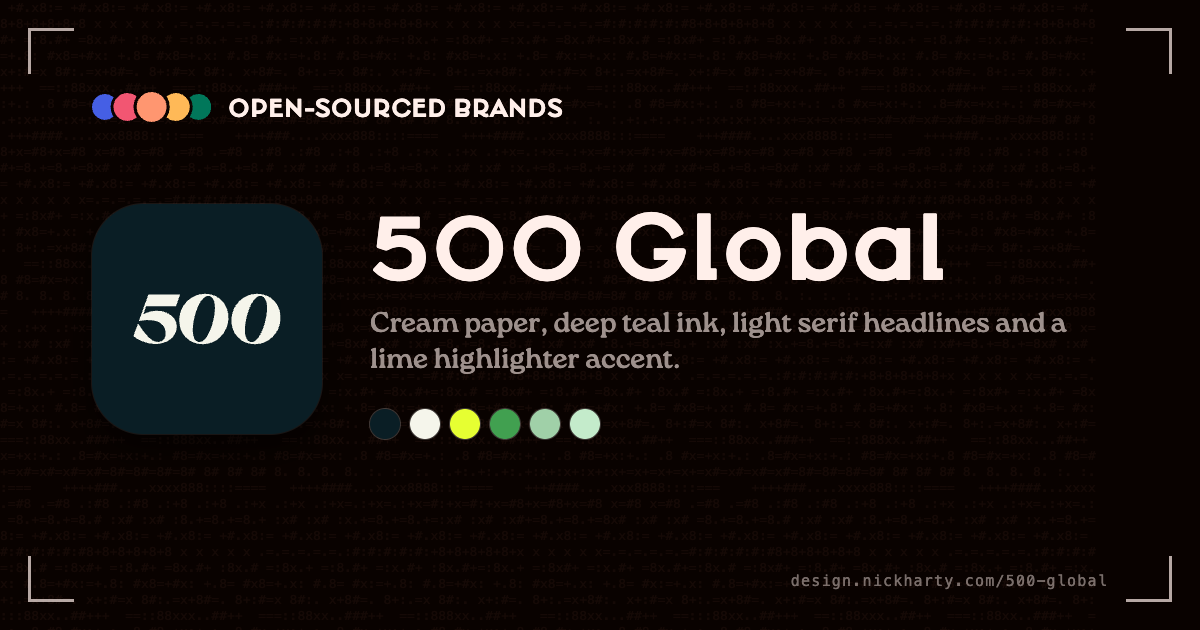 OPEN-SOURCED BRANDS
500
500 Global
Cream paper, deep teal ink, light serif headlines and a
lime highlighter accent.
design.nickharty.com/500-global